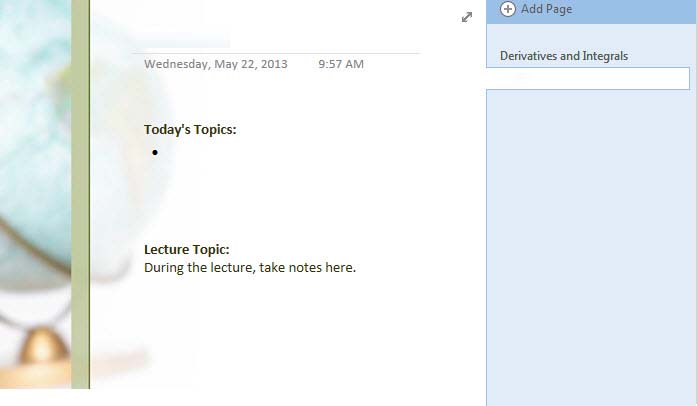 Add Page
Wednesday, May 22, 2013 9:57 AM
Derivatives and Integrals
Today's Topics:
•
Lecture Topic:
During the lecture, take notes here.